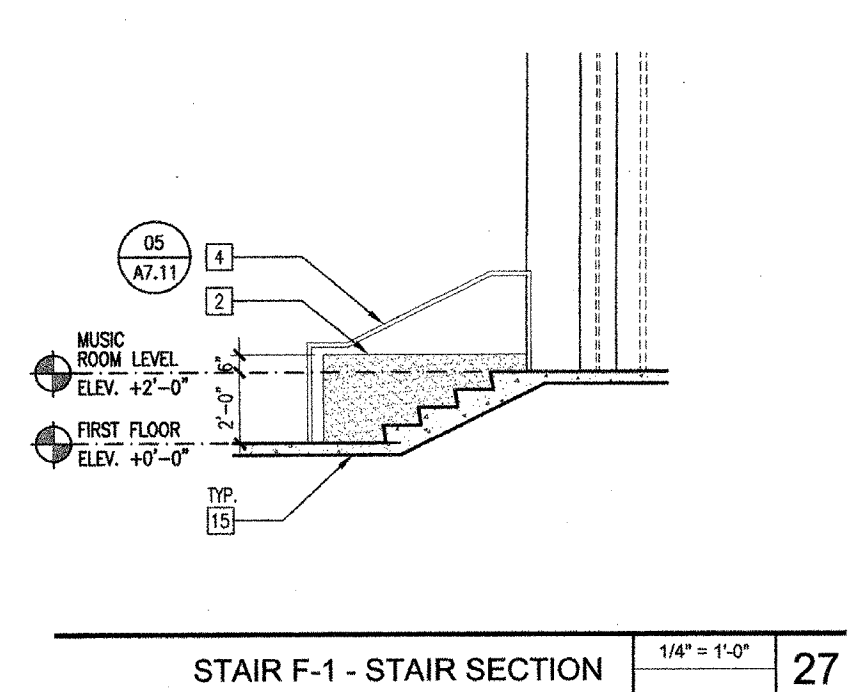 05
A7.11
4
2
MUSIC
ROOM LEVEL
ELEV. +2'-0"
6"
2'-0"
FIRST FLOOR
ELEV. +0'-0"
TYP.
15
STAIR F-1 - STAIR SECTION
1/4" = 1'-0"
27